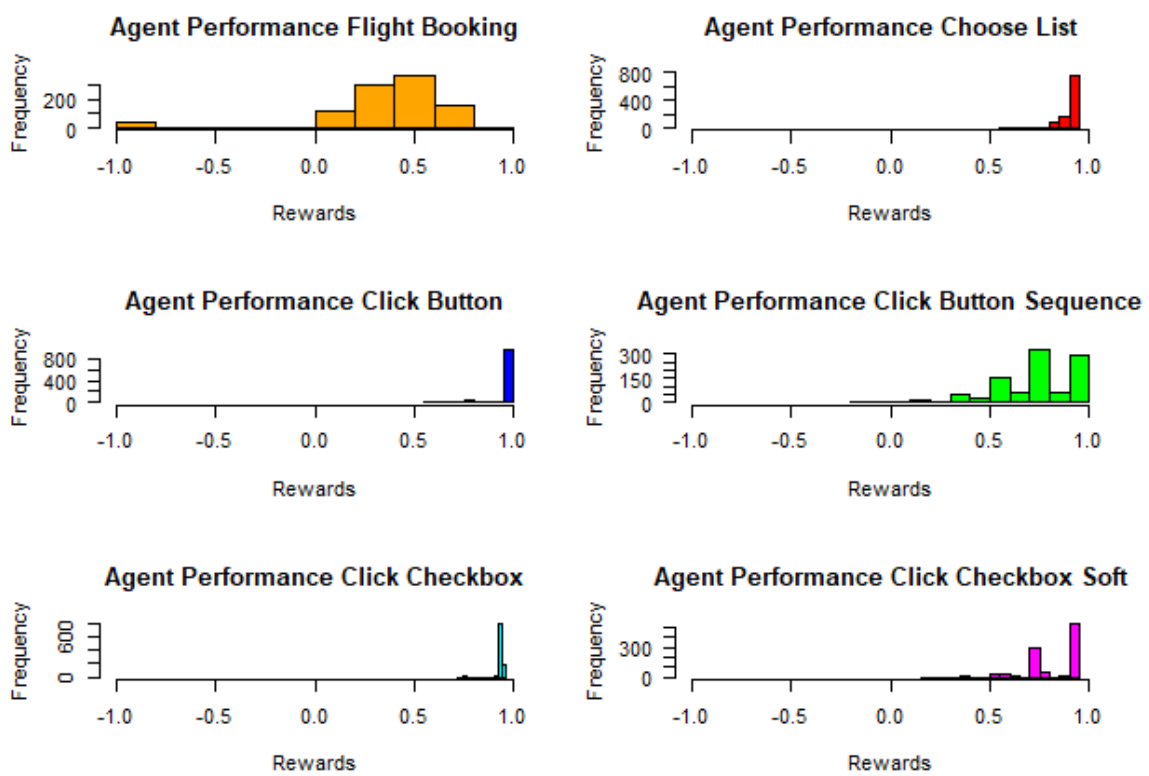 Agent Performance Flight Booking
Frequency
200
0
-1.0 -0.5 0.0 0.5 1.0
Rewards
Agent Performance Choose List
Frequency
800
400
0
-1.0 -0.5 0.0 0.5 1.0
Rewards
Agent Performance Click Button
Frequency
800
400
0
-1.0 -0.5 0.0 0.5 1.0
Rewards
Agent Performance Click Button Sequence
Frequency
300
150
0
-1.0 -0.5 0.0 0.5 1.0
Rewards
Agent Performance Click Checkbox
Frequency
600
0
-1.0 -0.5 0.0 0.5 1.0
Rewards
Agent Performance Click Checkbox Soft
Frequency
300
0
-1.0 -0.5 0.0 0.5 1.0
Rewards